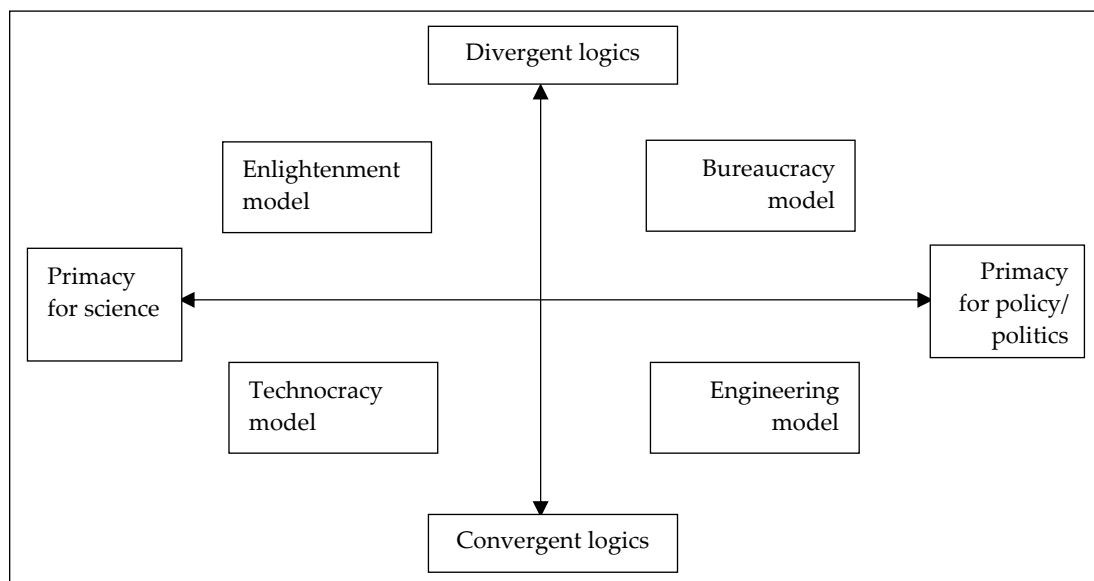 Divergent logics
Enlightenment
model
Bureaucracy
model
Primacy
for science
Primacy
for policy/
politics
Technocracy
model
Engineering
model
Convergent logics